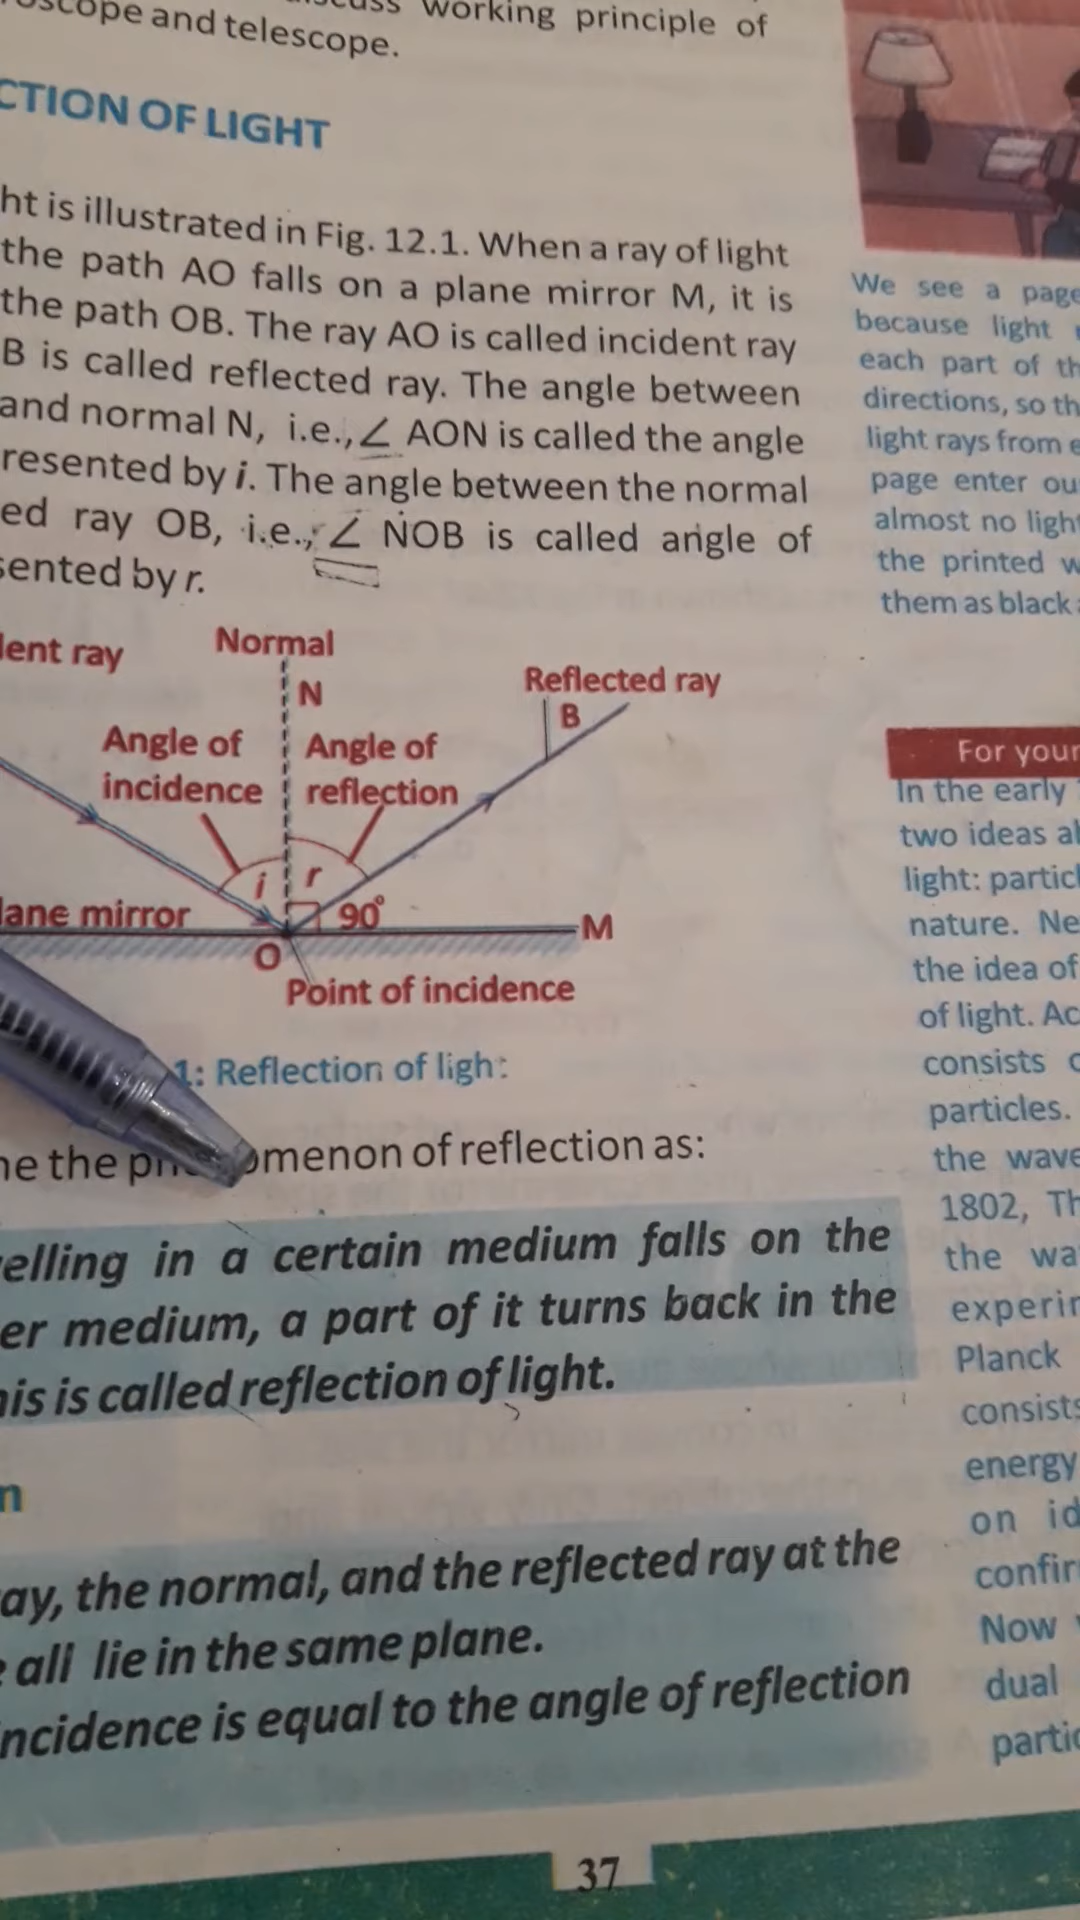 working principle of
and telescope.
CTION OF LIGHT
ht is illustrated in Fig. 12.1. When a ray of light
the path AO falls on a plane mirror M, it is
the path OB. The ray AO is called incident ray
B is called reflected ray. The angle between
and normal N, i.e., ∠ AON is called the angle
resented by i. The angle between the normal
ed ray OB, i.e., ∠ NOB is called angle of
sented by r.
ent ray
Normal
N
Reflected ray
B
Angle of
incidence
Angle of
reflection
i
r
90°
lane mirror
M
O
Point of incidence
1: Reflection of light
ne the omenon of reflection as:
elling in a certain medium falls on the
er medium, a part of it turns back in the
his is called reflection of light.
n
ay, the normal, and the reflected ray at the
all lie in the same plane.
ncidence is equal to the angle of reflection
37
We see a page
because light
each part of th
directions, so th
light rays from e
page enter ou
almost no light
the printed w
them as black
For your
In the early
two ideas al
light: particl
nature. Ne
the idea of
of light. Ac
consists
particles.
the wave
1802, Th
the wa
experim
Planck
consists
energy
on id
confir
Now
dual
partic